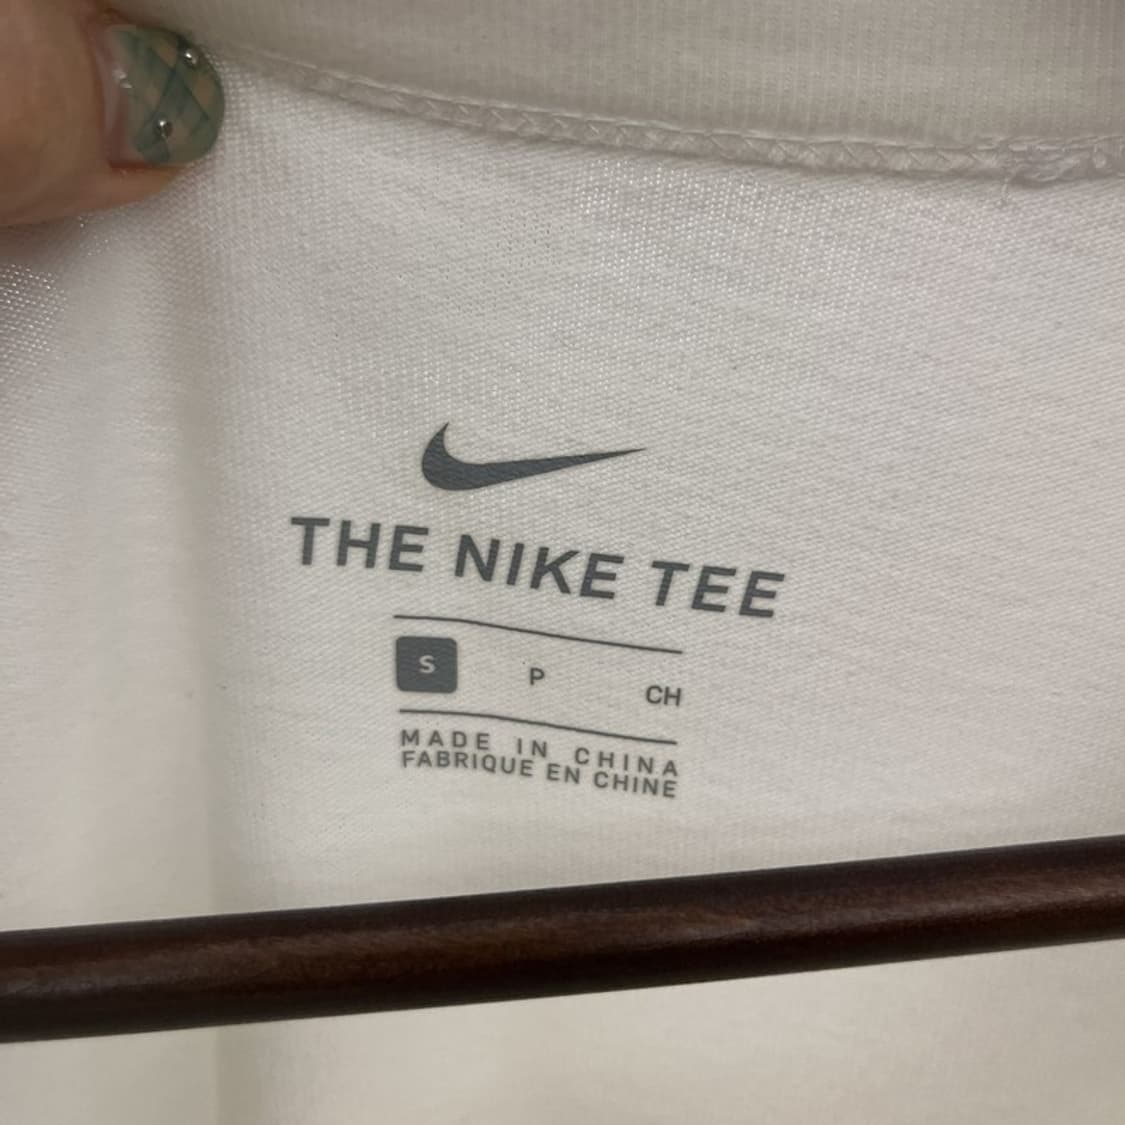 THE NIKE TEE
S P CH
MADE IN CHINA
FABRIQUE EN CHINE